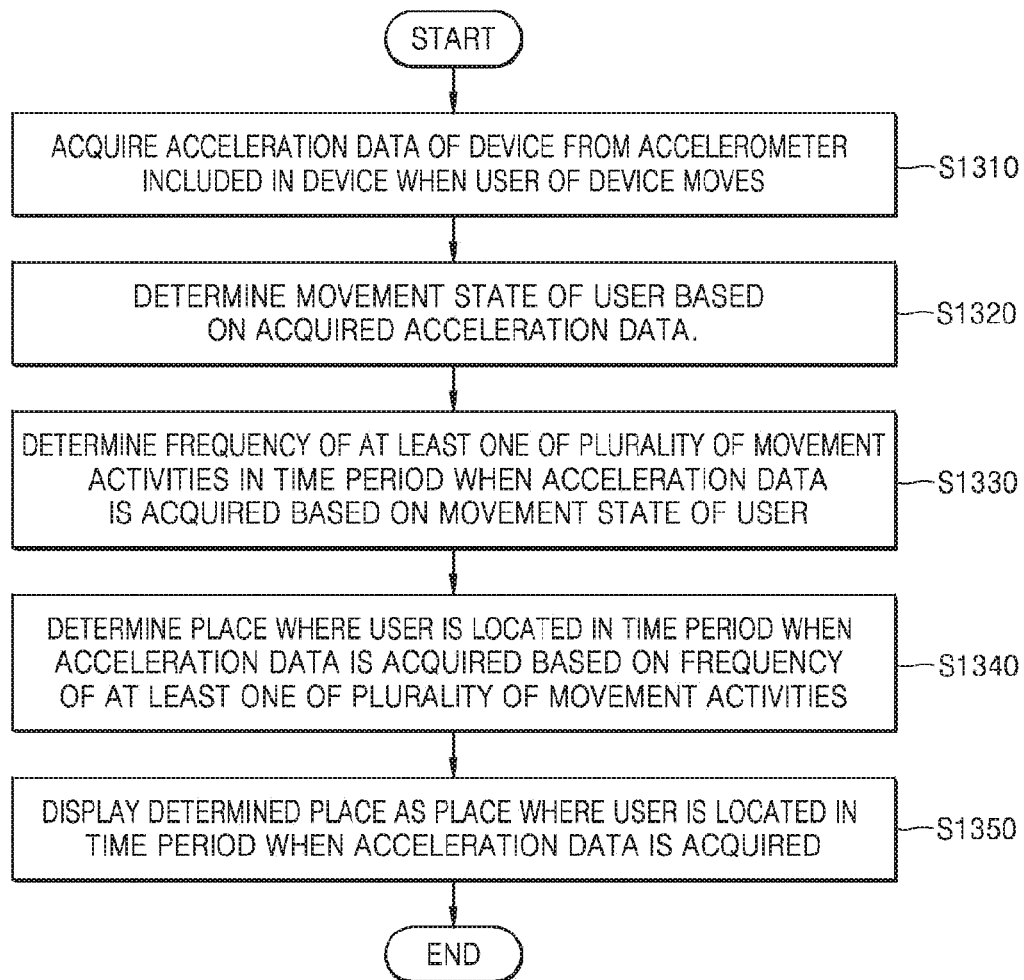 START
ACQUIRE ACCELERATION DATA OF DEVICE FROM ACCELEROMETER
INCLUDED IN DEVICE WHEN USER OF DEVICE MOVES
S1310
DETERMINE MOVEMENT STATE OF USER BASED
ON ACQUIRED ACCELERATION DATA.
S1320
DETERMINE FREQUENCY OF AT LEAST ONE OF PLURALITY OF MOVEMENT
ACTIVITIES IN TIME PERIOD WHEN ACCELERATION DATA
IS ACQUIRED BASED ON MOVEMENT STATE OF USER
S1330
DETERMINE PLACE WHERE USER IS LOCATED IN TIME PERIOD WHEN
ACCELERATION DATA IS ACQUIRED BASED ON FREQUENCY
OF AT LEAST ONE OF PLURALITY OF MOVEMENT ACTIVITIES
S1340
DISPLAY DETERMINED PLACE AS PLACE WHERE USER IS LOCATED IN
TIME PERIOD WHEN ACCELERATION DATA IS ACQUIRED
S1350
END